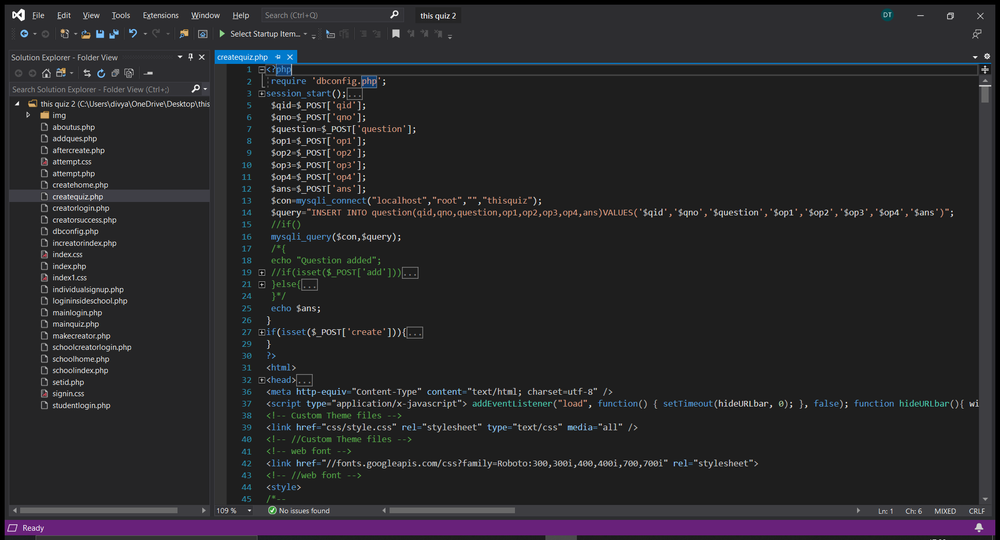 File Edit View Tools Extensions Window Help Search (Ctrl+Q) this quiz 2 DT
Select Startup Item...
Solution Explorer - Folder View
Search Solution Explorer - Folder View (Ctrl+;)
this quiz 2 (C:\Users\divya\OneDrive\Desktop\this
img
aboutus.php
addques.php
aftercreate.php
attempt.css
attempt.php
createhome.php
createquiz.php
creatorlogin.php
creatorsuccess.php
dbconfig.php
increatorindex.php
index.css
index.php
index1.css
individualsignup.php
logininsideschool.php
mainlogin.php
mainquiz.php
makecreator.php
schoolcreatorlogin.php
schoolhome.php
schoolindex.php
setid.php
signin.css
studentlogin.php
createquiz.php
1 <?php
2 require 'dbconfig.php';
3 session_start();...
5 $qid=$_POST['qid'];
6 $qno=$_POST['qno'];
7 $question=$_POST['question'];
8 $op1=$_POST['op1'];
9 $op2=$_POST['op2'];
10 $op3=$_POST['op3'];
11 $op4=$_POST['op4'];
12 $ans=$_POST['ans'];
13 $con=mysqli_connect("localhost","root","","thisquiz");
14 $query="INSERT INTO question(qid,qno,question,op1,op2,op3,op4,ans)VALUES('$qid','$qno','$question','$op1','$op2','$op3','$op4','$ans')";
15 //if()
16 mysqli_query($con,$query);
17 /*{
18 echo "Question added";
19 //if(isset($_POST['add']))...
21 }else{...
24 }*/
25 echo $ans;
26 }
27 if(isset($_POST['create'])){...
29 }
30 ?>
31 <html>
32 <head>...
36 <meta http-equiv="Content-Type" content="text/html; charset=utf-8" />
37 <script type="application/x-javascript"> addEventListener("load", function() { setTimeout(hideURLbar, 0); }, false); function hideURLbar(){ wi
38 <!-- Custom Theme files -->
39 <link href="css/style.css" rel="stylesheet" type="text/css" media="all" />
40 <!-- //Custom Theme files -->
41 <!-- web font -->
42 <link href="//fonts.googleapis.com/css?family=Roboto:300,300i,400,400i,700,700i" rel="stylesheet">
43 <!-- //web font -->
44 <style>
45 /*--
109 % No issues found Ln: 1 Ch: 6 MIXED CRLF
Ready